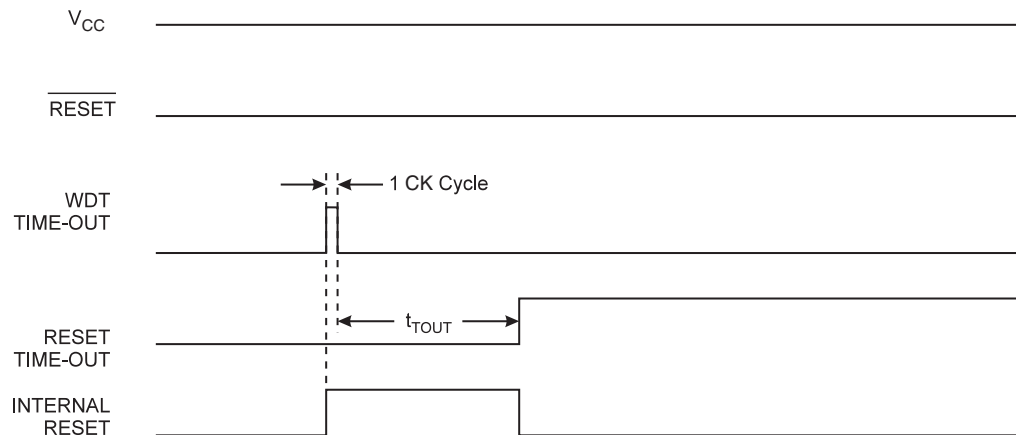 VCC
RESET
1 CK Cycle
WDT
TIME-OUT
tTOUT
RESET
TIME-OUT
INTERNAL
RESET